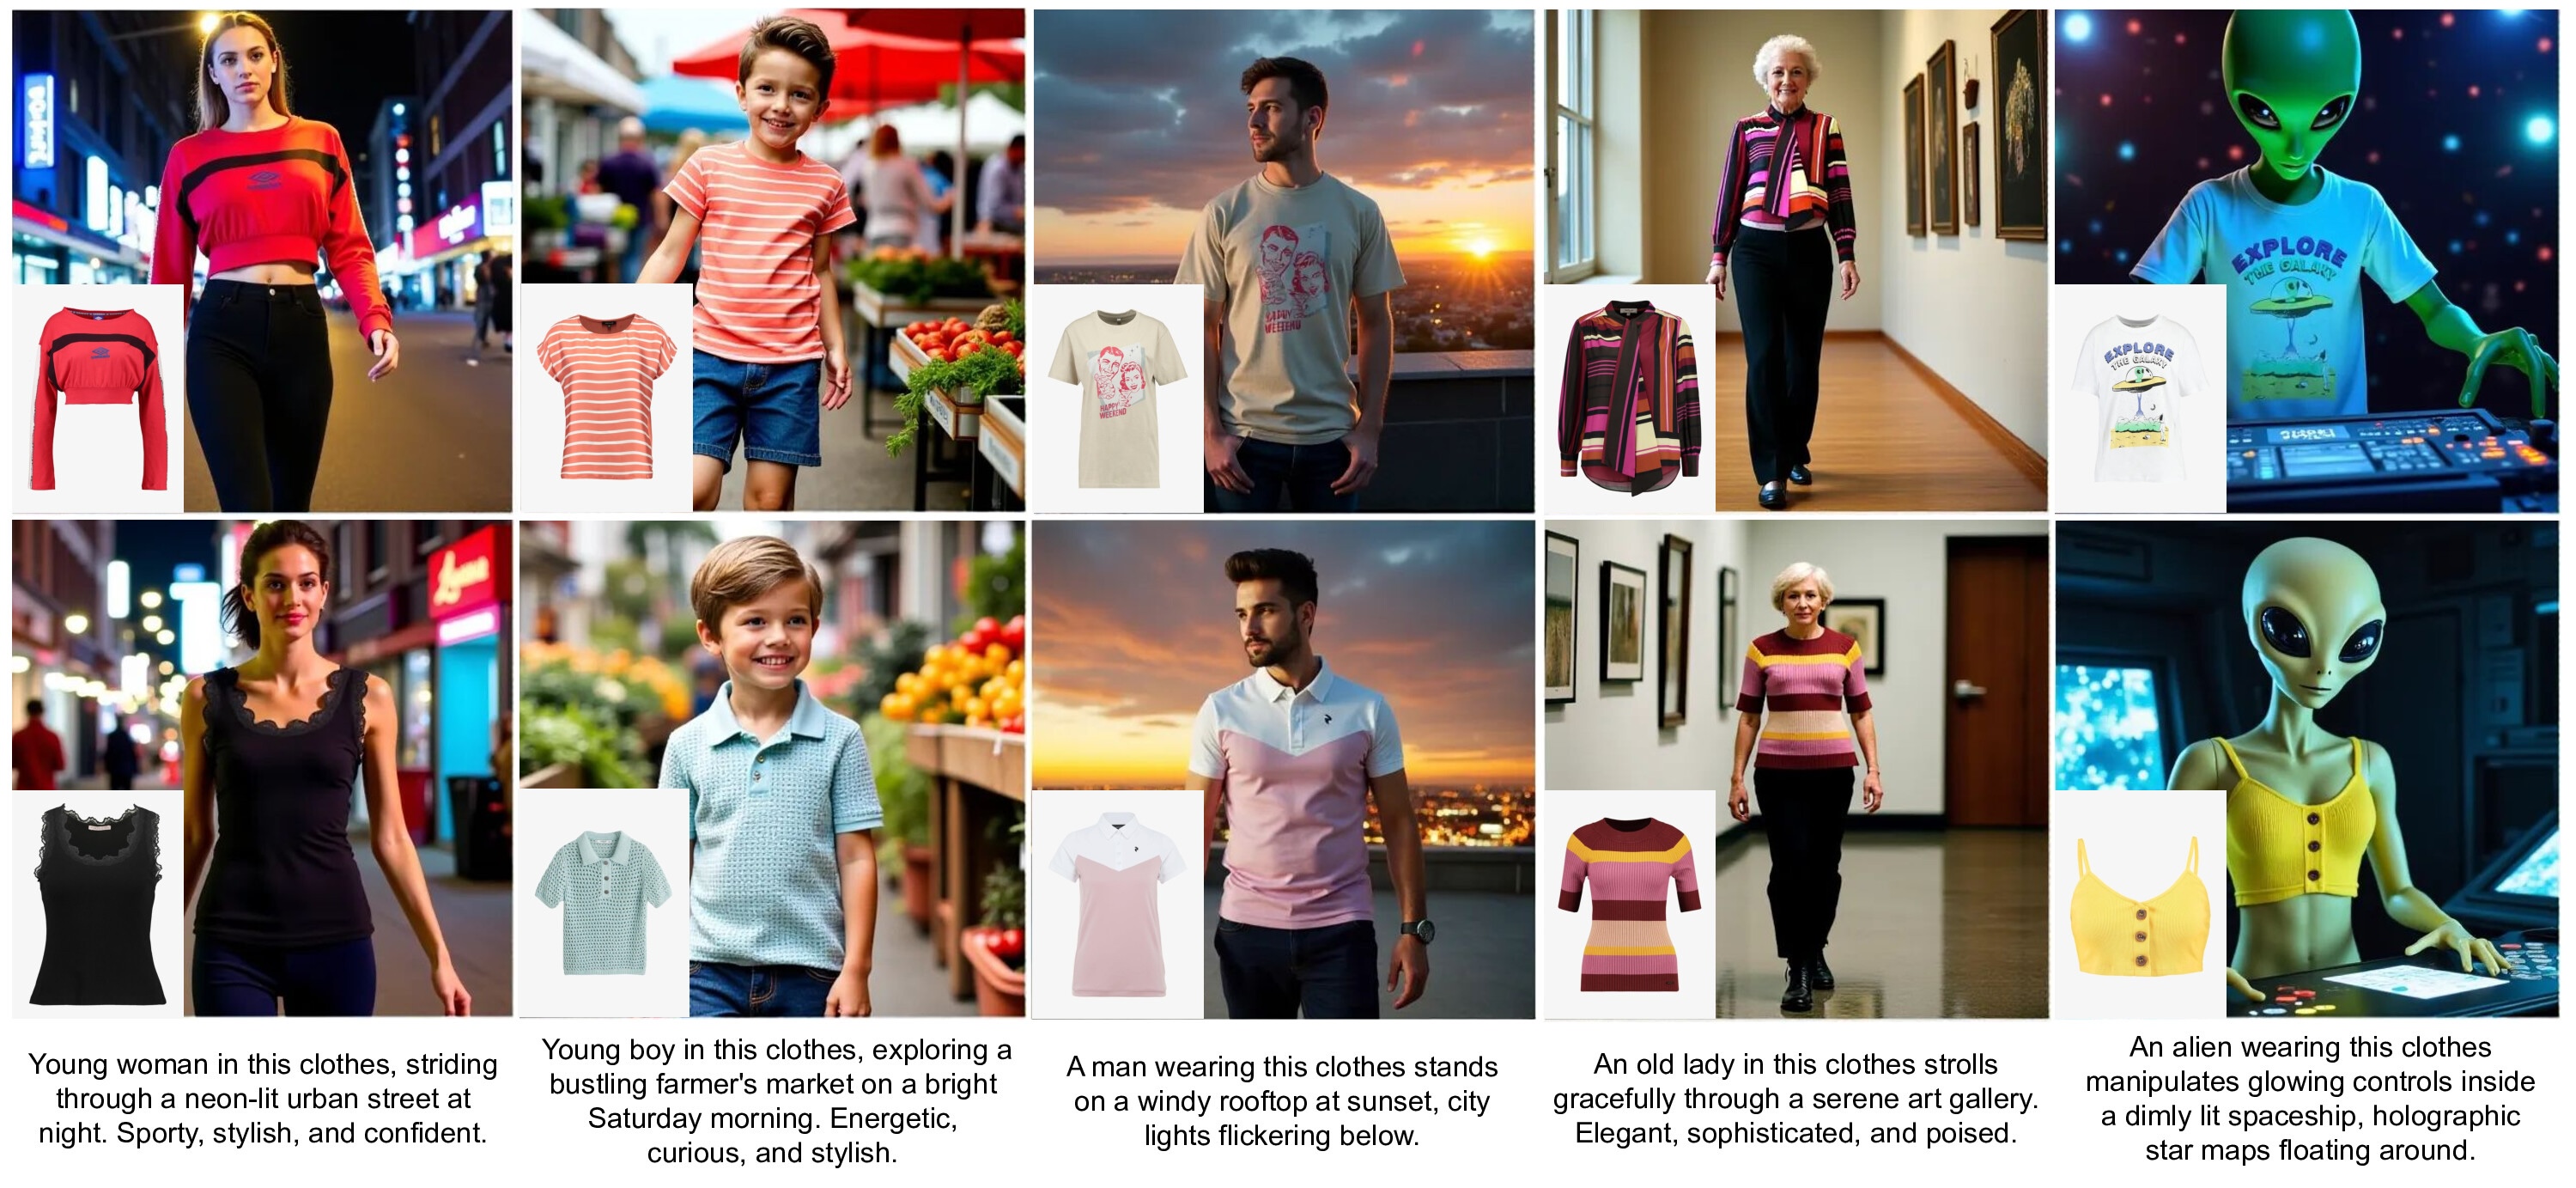 EXPLORE
THE GALAXY
HAPPY
WEEKEND
EXPLORE
THE GALAXY
HAPPY
WEEKEND
Young woman in this clothes, striding
through a neon-lit urban street at
night. Sporty, stylish, and confident.
Young boy in this clothes, exploring a
bustling farmer's market on a bright
Saturday morning. Energetic,
curious, and stylish.
A man wearing this clothes stands
on a windy rooftop at sunset, city
lights flickering below.
An old lady in this clothes strolls
gracefully through a serene art gallery.
Elegant, sophisticated, and poised.
An alien wearing this clothes
manipulates glowing controls inside
a dimly lit spaceship, holographic
star maps floating around.